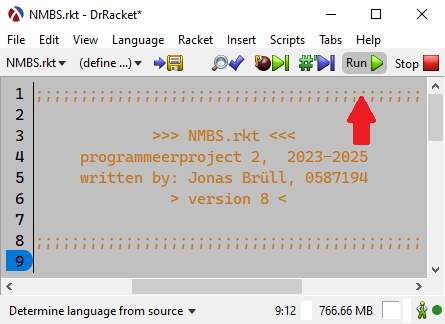 NMBS.rkt - DrRacket*
File Edit View Language Racket Insert Scripts Tabs Help
NMBS.rkt▾ (define ...)▾ Run Stop
1 ;;;;;;;;;;;;;;;;;;;;;;;;;;;;;;;;;;;;;;;;;;;
2
3 >>> NMBS.rkt <<<
4 programmeerproject 2, 2023-2025
5 written by: Jonas Brüll, 0587194
6 > version 8 <
7
8 ;;;;;;;;;;;;;;;;;;;;;;;;;;;;;;;;;;;;;;;;;;;
9
Determine language from source▾ 9:12 766.66 MB